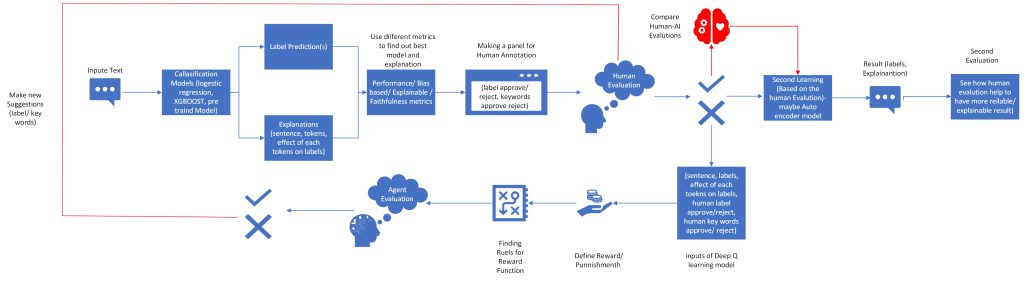 Compare
Human-AI
Evalutions
Use diiferent metrics
to find out best
model and
explanation
Making a panel for
Human Annotation
Second
Evaluation
Inpute Text
Label Prediction(s)
Result (labels,
Explainantion)
Make new
Suggestions
(label/ key
words)
Callasification
Models (logestic
regression,
XGBOOST, pre
traind Model)
Performance/ Bias
based/ Explainable /
Faithfulness metrics
(label approve/
reject, keywords
approve reject)
Human
Evaluation
Second Learning
(Based on the
human Evalution)-
maybe Auto
encoder model
See how human
evalution help to
have more reliable/
explainable result)
Explanations
(sentence, tokens,
effect of each
tokens on labels)
(sentence, labels,
effect of each
toekns on labels,
human label
approve/reject,
human key words
approve/ reject)
Agent
Evaluation
Finding
Ruels for
Reward
Function
Define Reward/
Punnishmenth
inputs of Deep Q
learning model